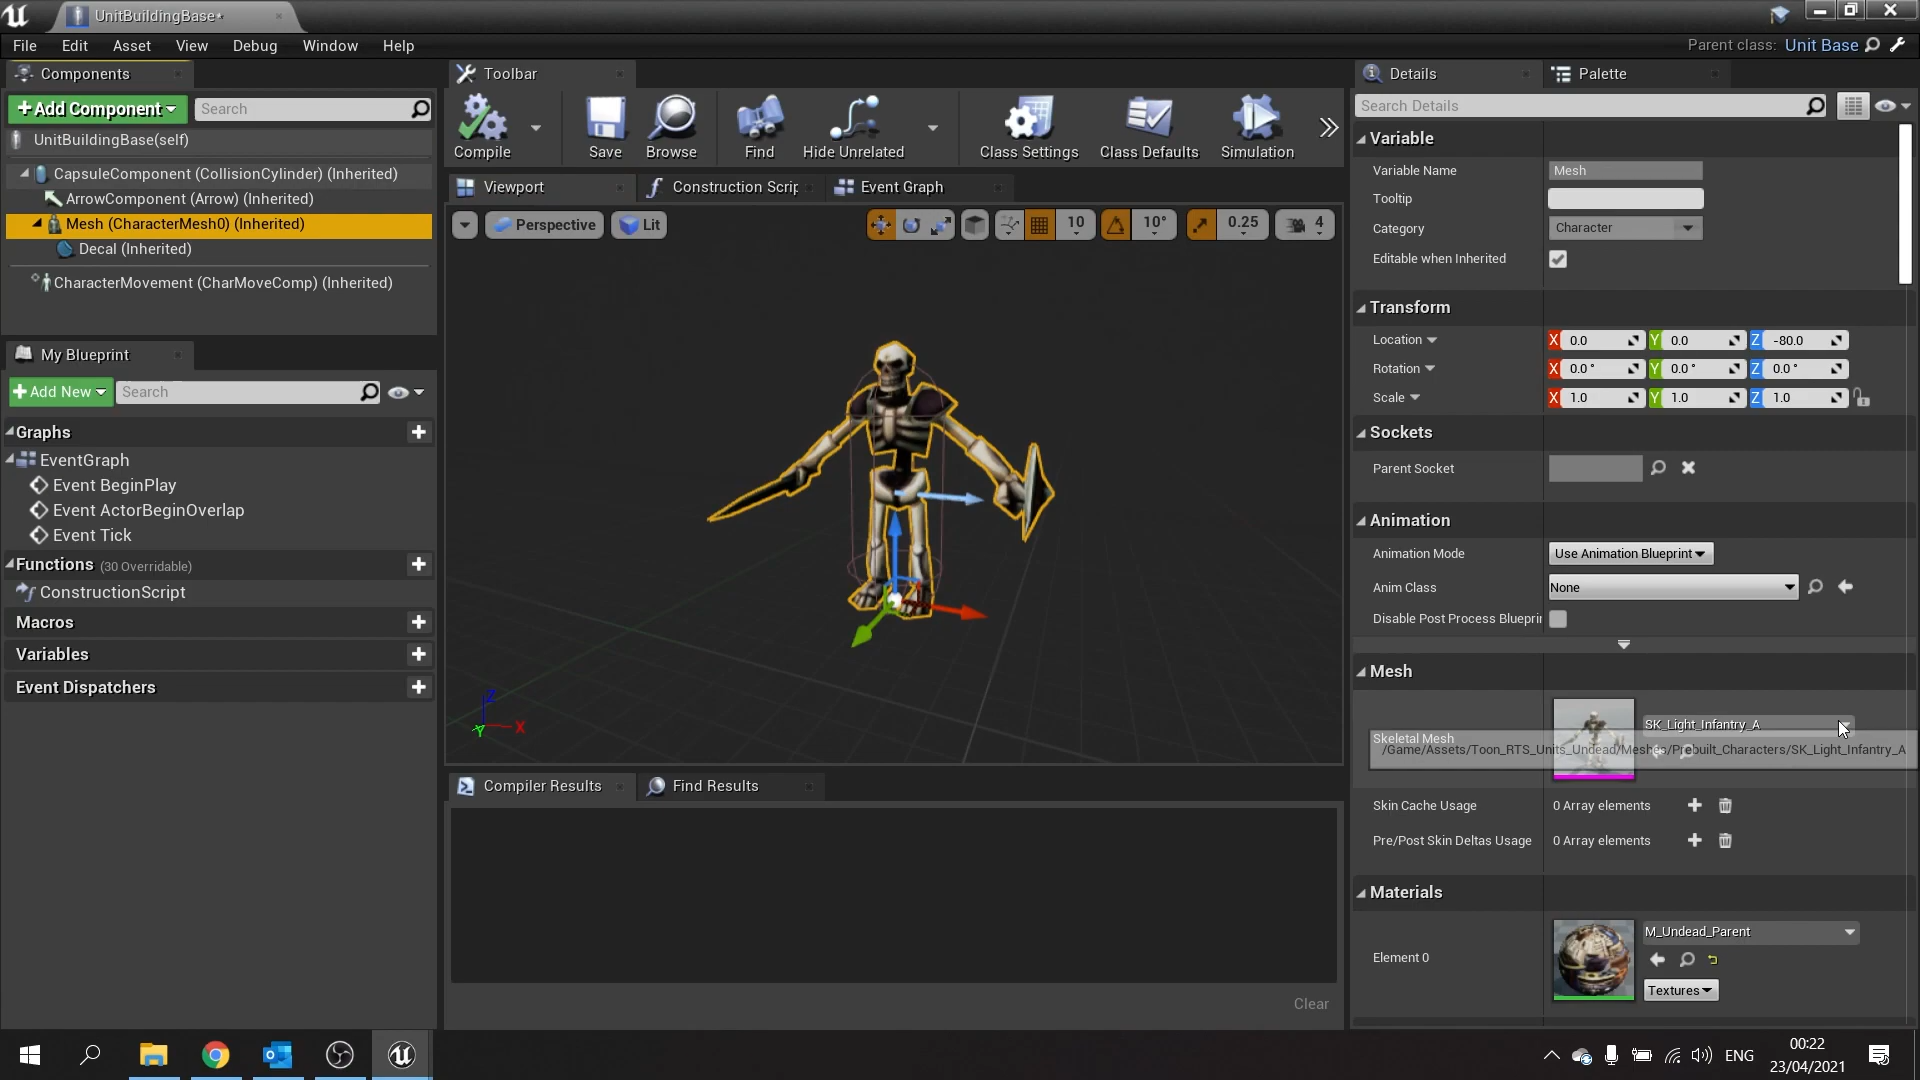 UnitBuildingBase*
File
Edit
Asset
View
Debug
Window
Help
Parent class: Unit Base
Components
Add Component
Search
UnitBuildingBase(self)
CapsuleComponent (CollisionCylinder) (Inherited)
ArrowComponent (Arrow) (Inherited)
Mesh (CharacterMesh0) (Inherited)
Decal (Inherited)
CharacterMovement (CharMoveComp) (Inherited)
My Blueprint
Add New
Search
Graphs
EventGraph
Event BeginPlay
Event ActorBeginOverlap
Event Tick
Functions (30 Overridable)
ConstructionScript
Macros
Variables
Event Dispatchers
Toolbar
Compile
Save
Browse
Find
Hide Unrelated
Class Settings
Class Defaults
Simulation
Viewport
Construction Scrip
Event Graph
Perspective
Lit
10
10°
0.25
4
Z
X
Y
Compiler Results
Find Results
Clear
Details
Palette
Search Details
Variable
Variable Name
Mesh
Tooltip
Category
Character
Editable when Inherited
Transform
Location
X 0.0 Y 0.0 Z -80.0
Rotation
X 0.0 ° Y 0.0 ° Z 0.0 °
Scale
X 1.0 Y 1.0 Z 1.0
Sockets
Parent Socket
Animation
Animation Mode
Use Animation Blueprint
Anim Class
None
Disable Post Process Blueprin
Mesh
SK_Light_Infantry_A
Skeletal Mesh
/Game/Assets/Toon_RTS_Units_Undead/Meshes/Prebuilt_Characters/SK_Light_Infantry_A
Skin Cache Usage
0 Array elements
Pre/Post Skin Deltas Usage
0 Array elements
Materials
M_Undead_Parent
Element 0
Textures
ENG
00:22
23/04/2021